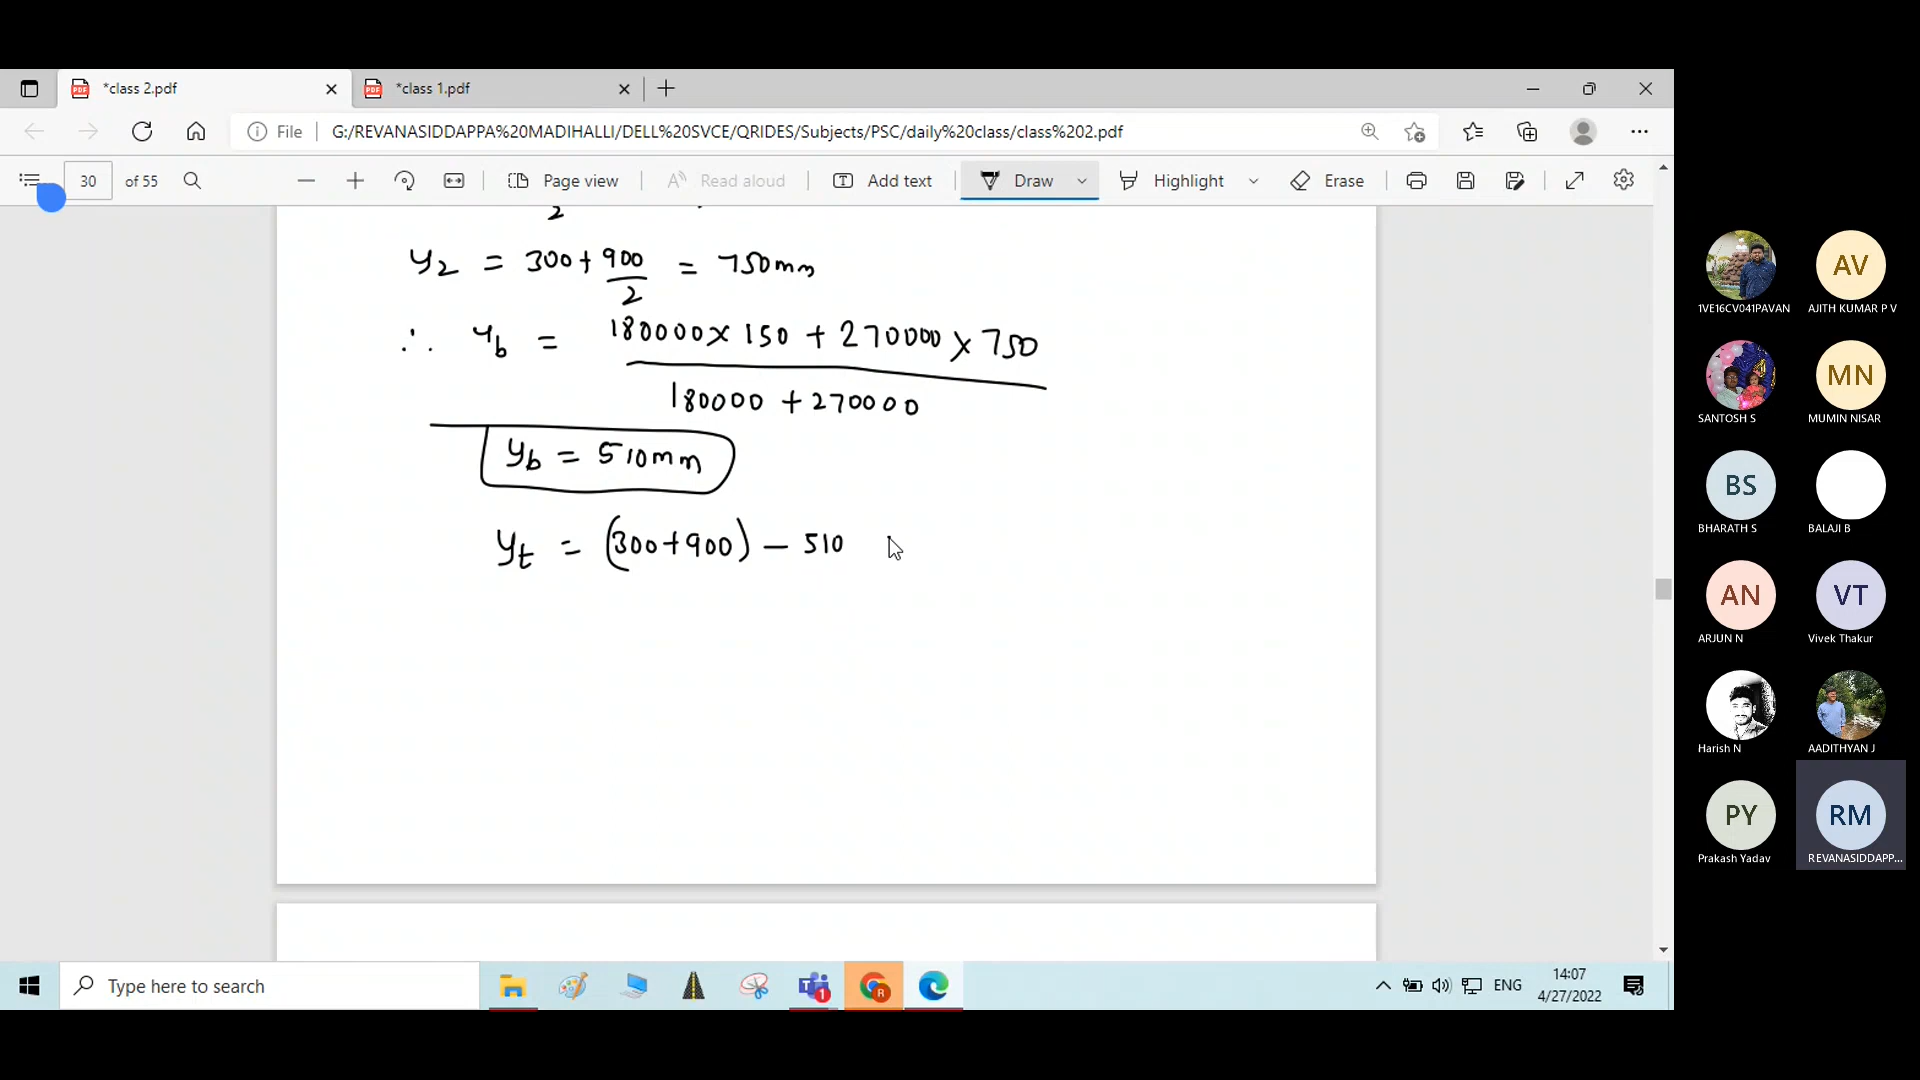 *class 2.pdf
*class 1.pdf
File G:/REVANASIDDAPPA%20MADIHALLI/DELL%20SVCE/QRIDES/Subjects/PSC/daily%20class/class%202.pdf
30 of 55 Page view Read aloud Add text Draw Highlight Erase
2
y2 = 300 + 900/2 = 750mm
∴ yb = 180000 x 150 + 270000 x 750
180000 + 270000
yb = 510mm
yt = (300+900) - 510
1VE16CV041PAVAN
AV
AJITH KUMAR P V
SANTOSH S
MN
MUMIN NISAR
BS
BHARATH S
BALAJI B
AN
ARJUN N
VT
Vivek Thakur
Harish N
AADITHYAN J
PY
Prakash Yadav
RM
REVANASIDDAPP...
Type here to search
1
R
ENG
14:07
4/27/2022